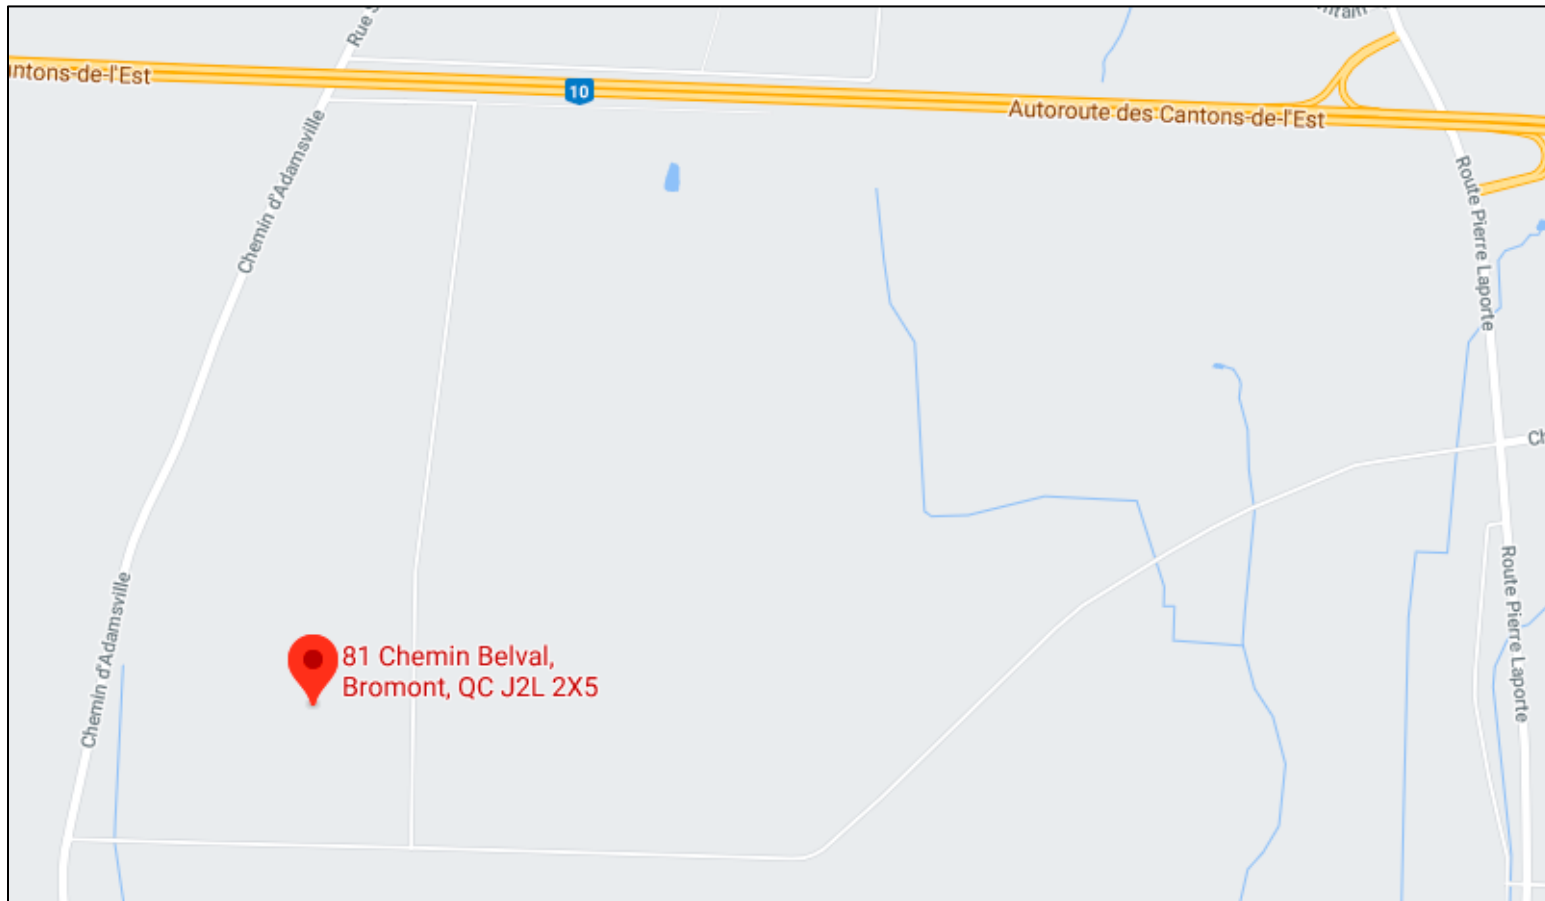 Rue
ntons-de-l'Est
10
Autoroute des Cantons-de-l'Est
Chemin d'Adamsville
Route Pierre Laporte
Chemin d'Adamsville
81 Chemin Belval,
Bromont, QC J2L 2X5
Route Pierre Laporte